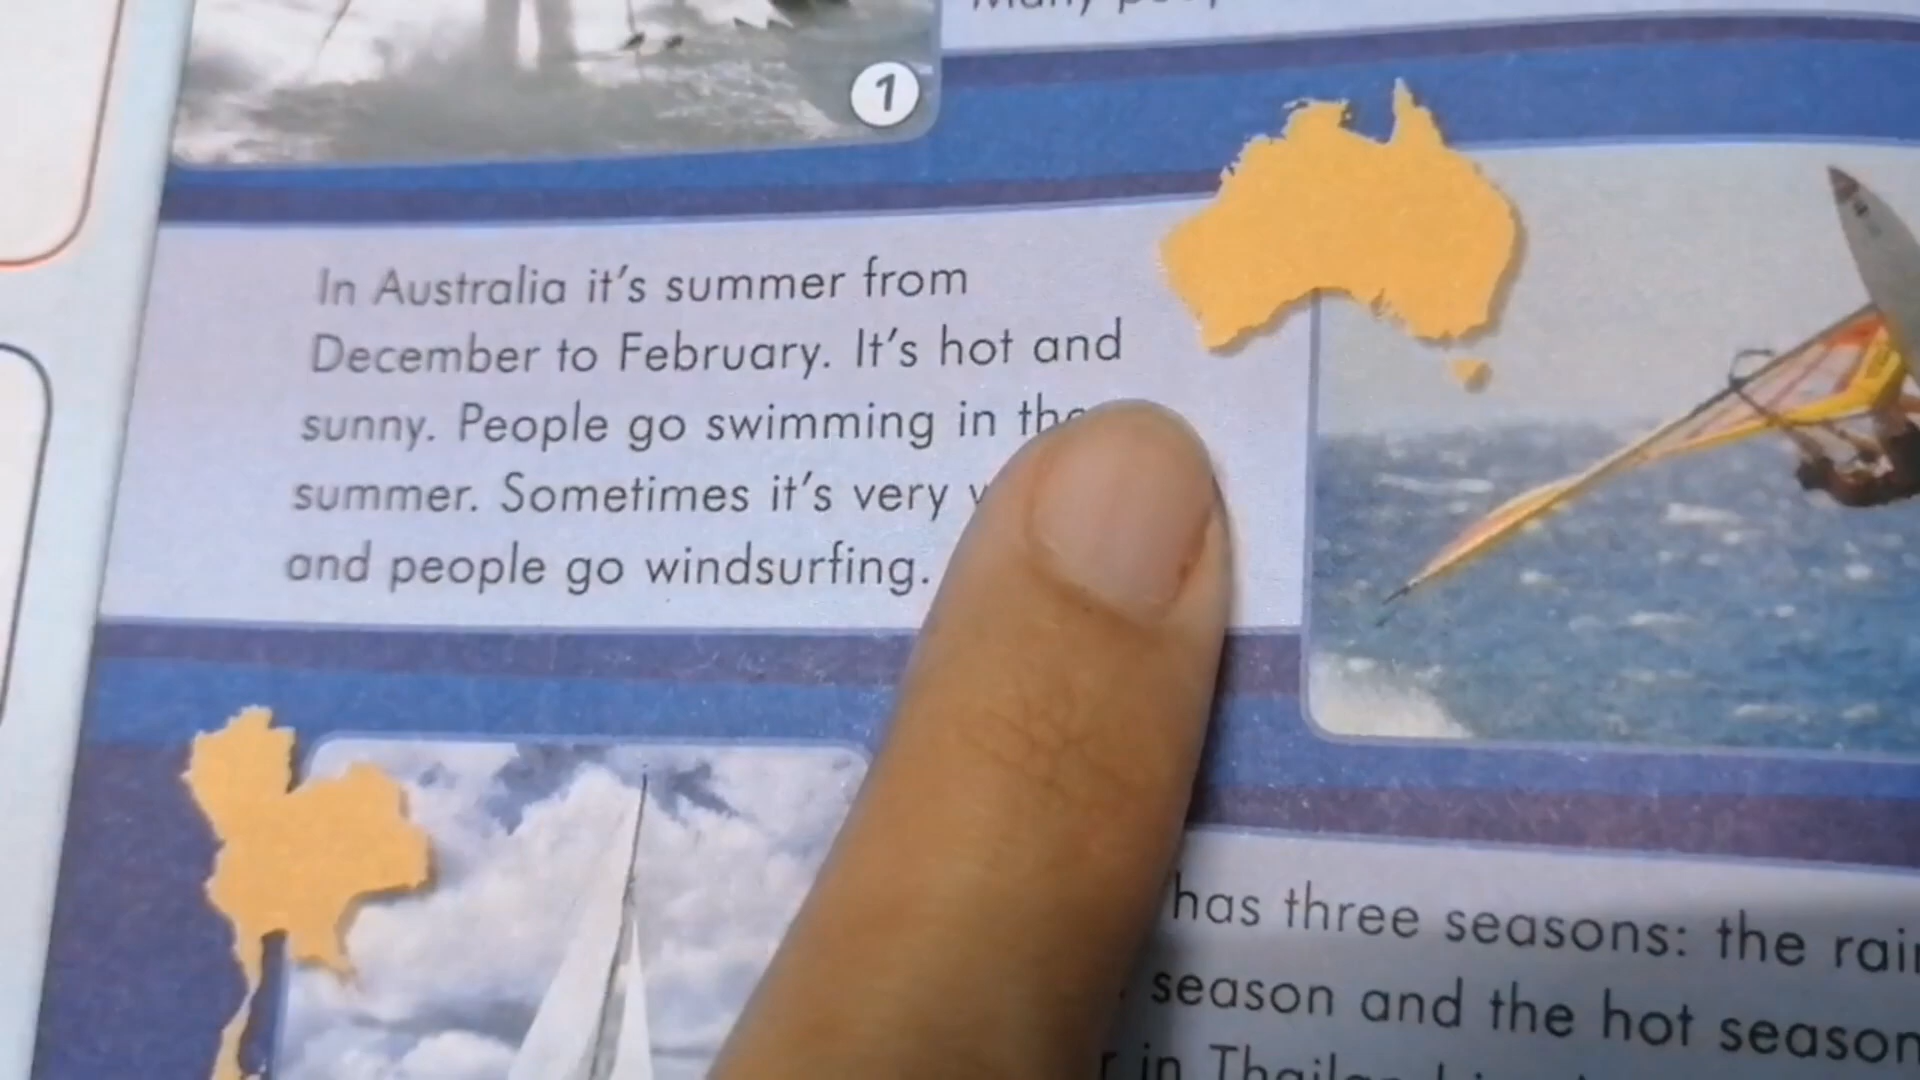 1
In Australia it's summer from
December to February. It's hot and
sunny. People go swimming in the
summer. Sometimes it's very
and people go windsurfing.
has three seasons: the
season and the hot season
in